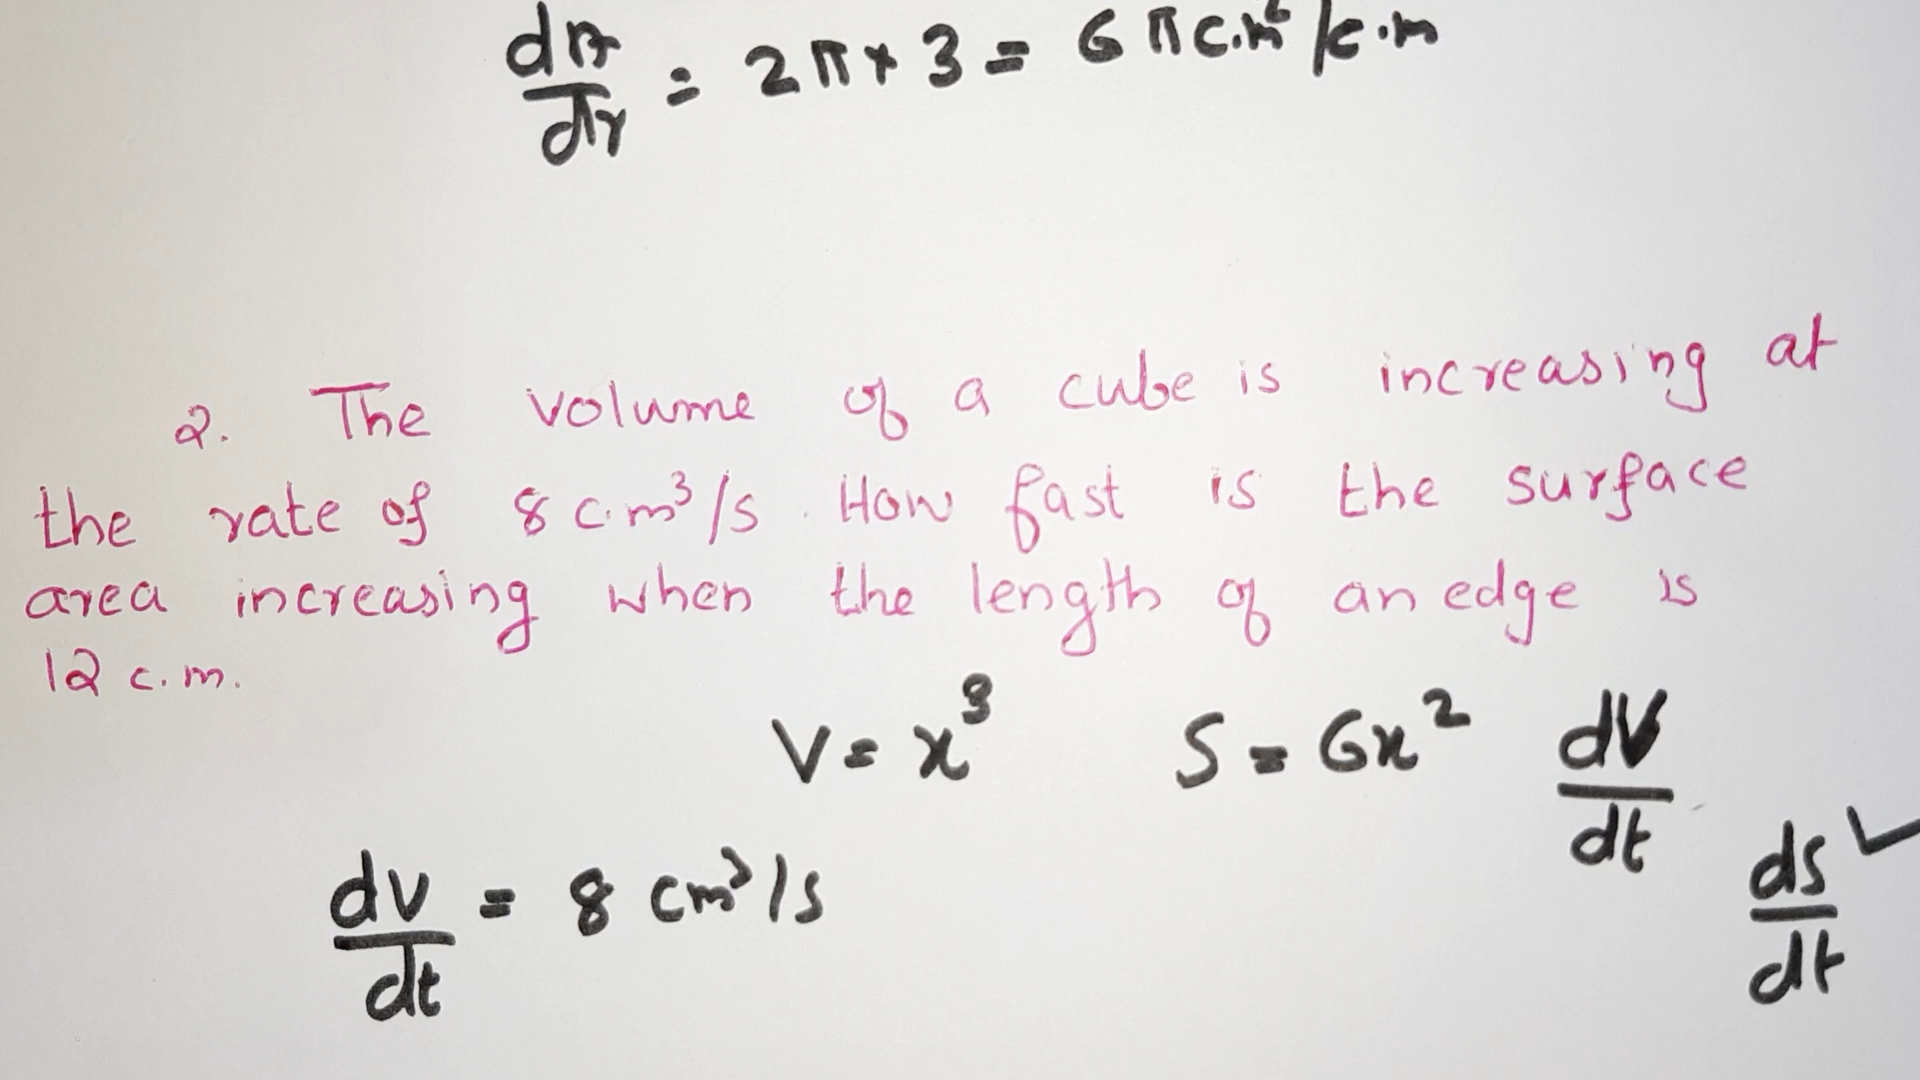 dA/dr = 2π × 3 = 6π c.m²/c.m
2. The volume of a cube is increasing at
the rate of 8 c.m³/s. How fast is the surface
area increasing when the length of an edge is
12 c.m.
V = x³ S = 6x² dV/dt
dv/dt = 8 cm³/s ds/dt ✓